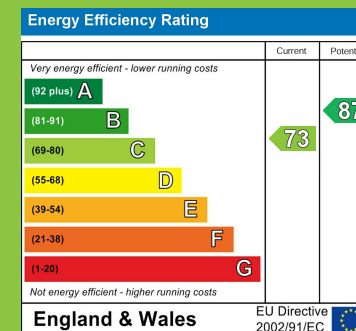 Energy Efficiency Rating
Current
Very energy efficient - lower running costs
(92 plus) A
(81-91) B
87
(69-80) C
73
(55-68) D
(39-54) E
(21-38) F
(1-20) G
Not energy efficient - higher running costs
England & Wales
EU Directive
2002/91/EC